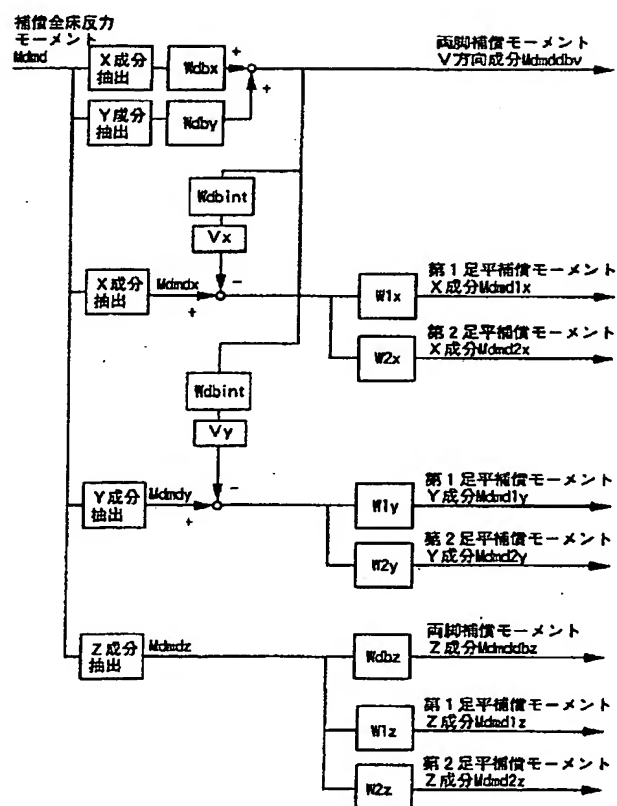 補償全床反力
モーメント
Mdmd
X成分
抽出
Wdbx
+
+
両脚補償モーメント
V方向成分Mdmddbv
Y成分
抽出
Wdby
Wdbint
Vx
X成分
抽出
Mdmdx
+
-
W1x
第1足平補償モーメント
X成分Mdmd1x
W2x
第2足平補償モーメント
X成分Mdmd2x
Wdbint
Vy
Y成分
抽出
Mdmdy
+
-
W1y
第1足平補償モーメント
Y成分Mdmd1y
W2y
第2足平補償モーメント
Y成分Mdmd2y
Z成分
抽出
Mdmdz
Wdbz
両脚補償モーメント
Z成分Mdmddbz
W1z
第1足平補償モーメント
Z成分Mdmd1z
W2z
第2足平補償モーメント
Z成分Mdmd2z